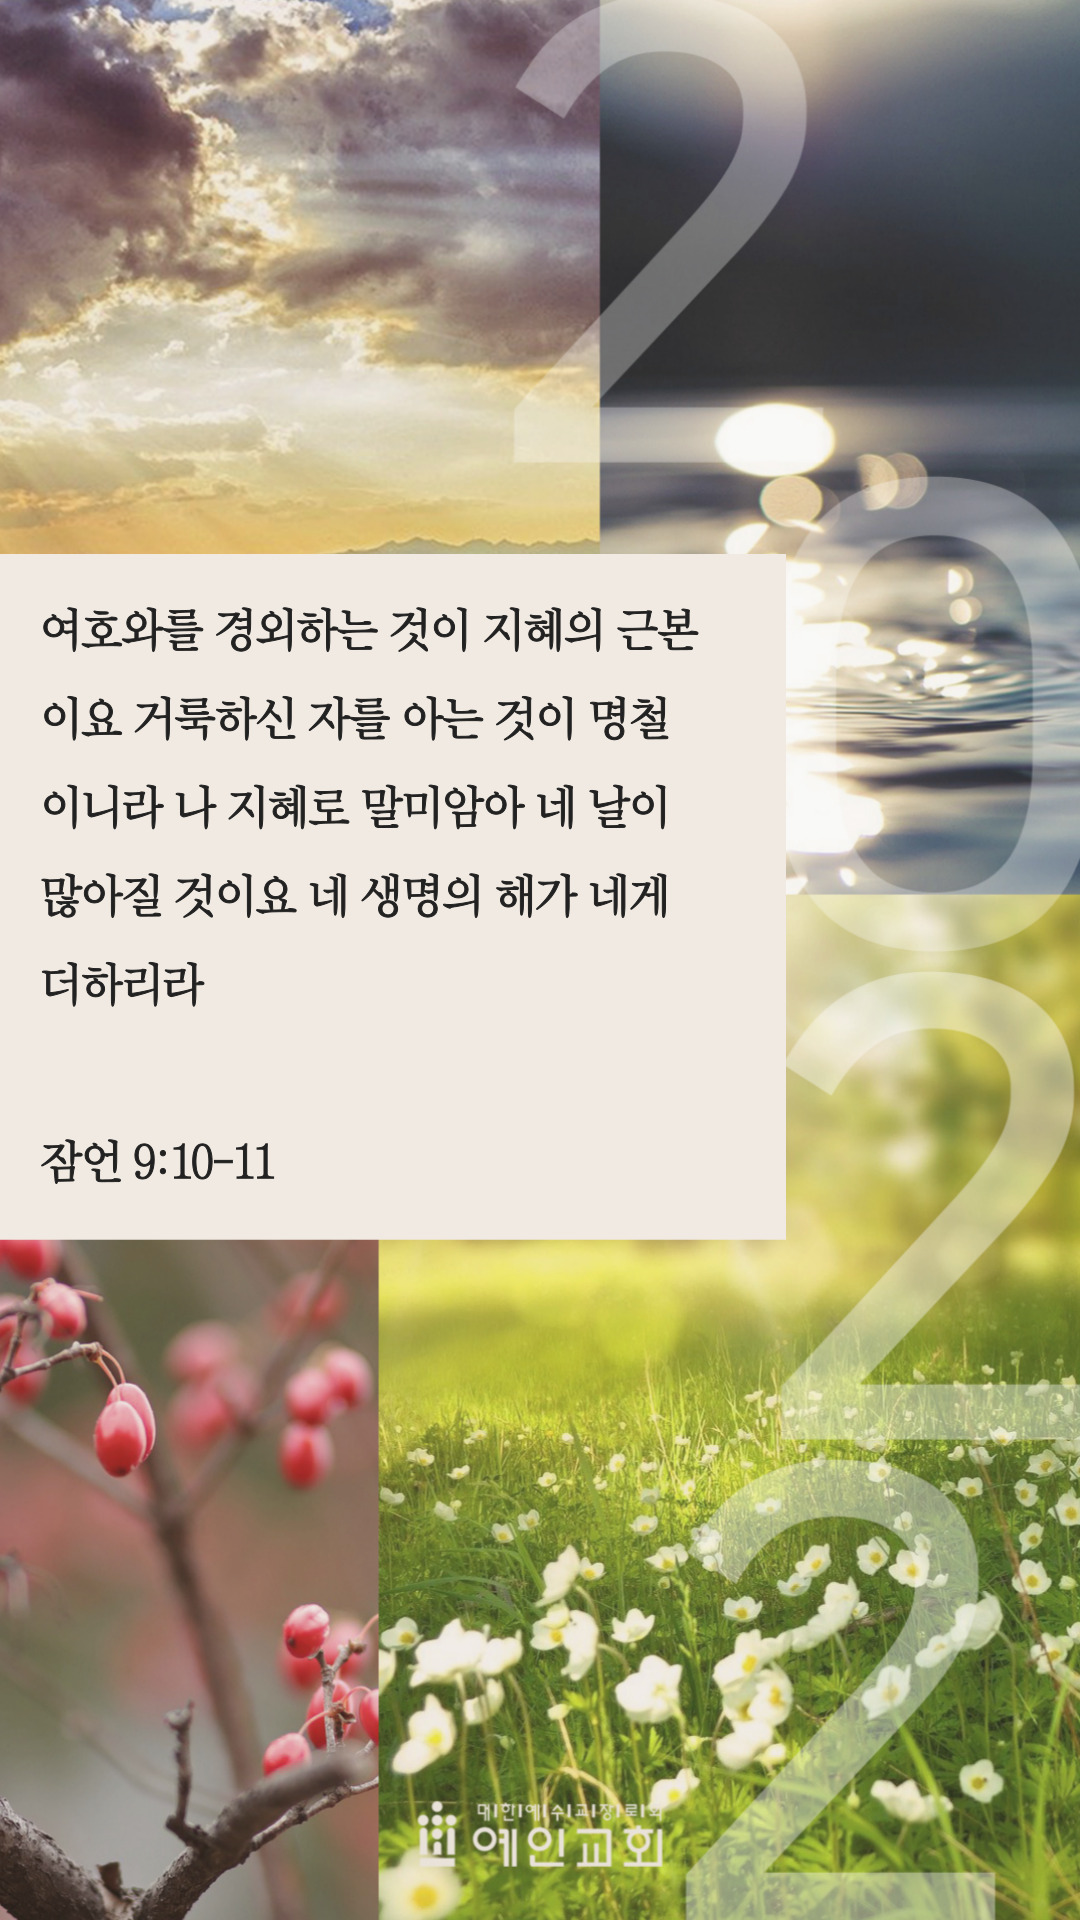 2
0
2
2
여호와를 경외하는 것이 지혜의 근본
이요 거룩하신 자를 아는 것이 명철
이니라 나 지혜로 말미암아 네 날이
많아질 것이요 네 생명의 해가 네게
더하리라
잠언 9:10-11
대한예수교장로회
예인교회